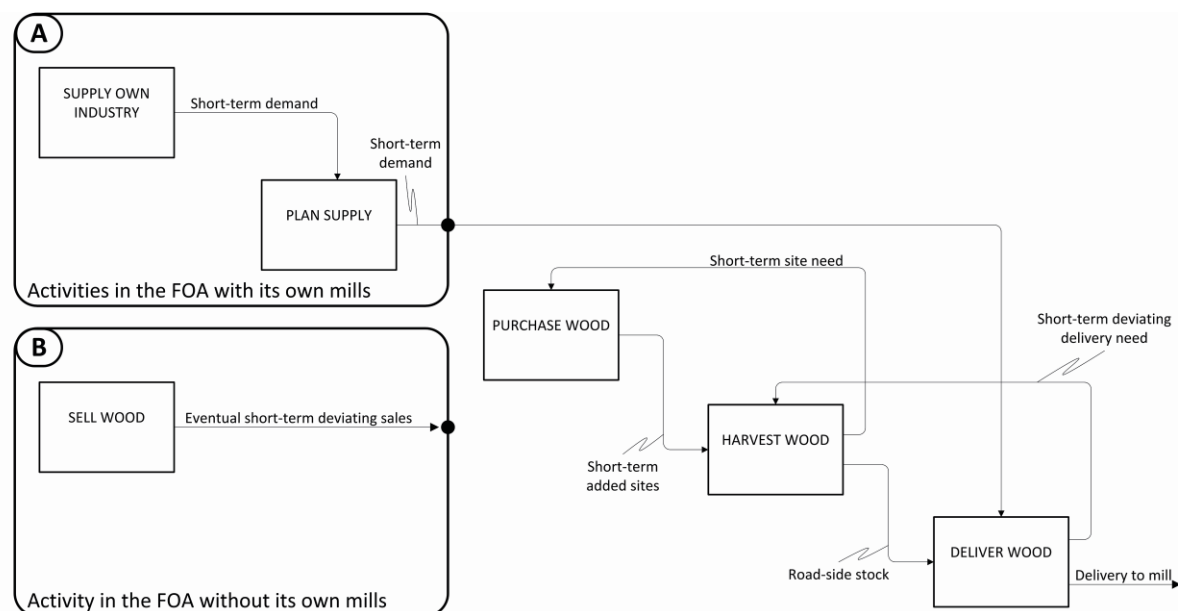 A
SUPPLY OWN
INDUSTRY
Short-term demand
Short-term
demand
PLAN SUPPLY
Activities in the FOA with its own mills
Short-term site need
PURCHASE WOOD
Short-term deviating
delivery need
B
SELL WOOD
Eventual short-term deviating sales
HARVEST WOOD
Short-term
added sites
DELIVER WOOD
Road-side stock
Delivery to mill
Activity in the FOA without its own mills